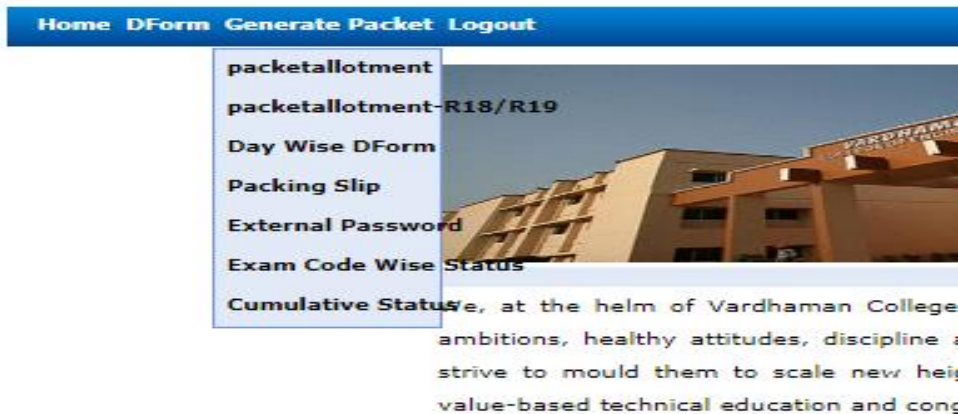 Home DForm Generate Packet Logout
packetallotment
packetallotment-R18/R19
Day Wise DForm
Packing Slip
External Password
Exam Code Wise Status
Cumulative Status
We, at the helm of Vardhaman College
ambitions, healthy attitudes, discipline
strive to mould them to scale new
value-based technical education and